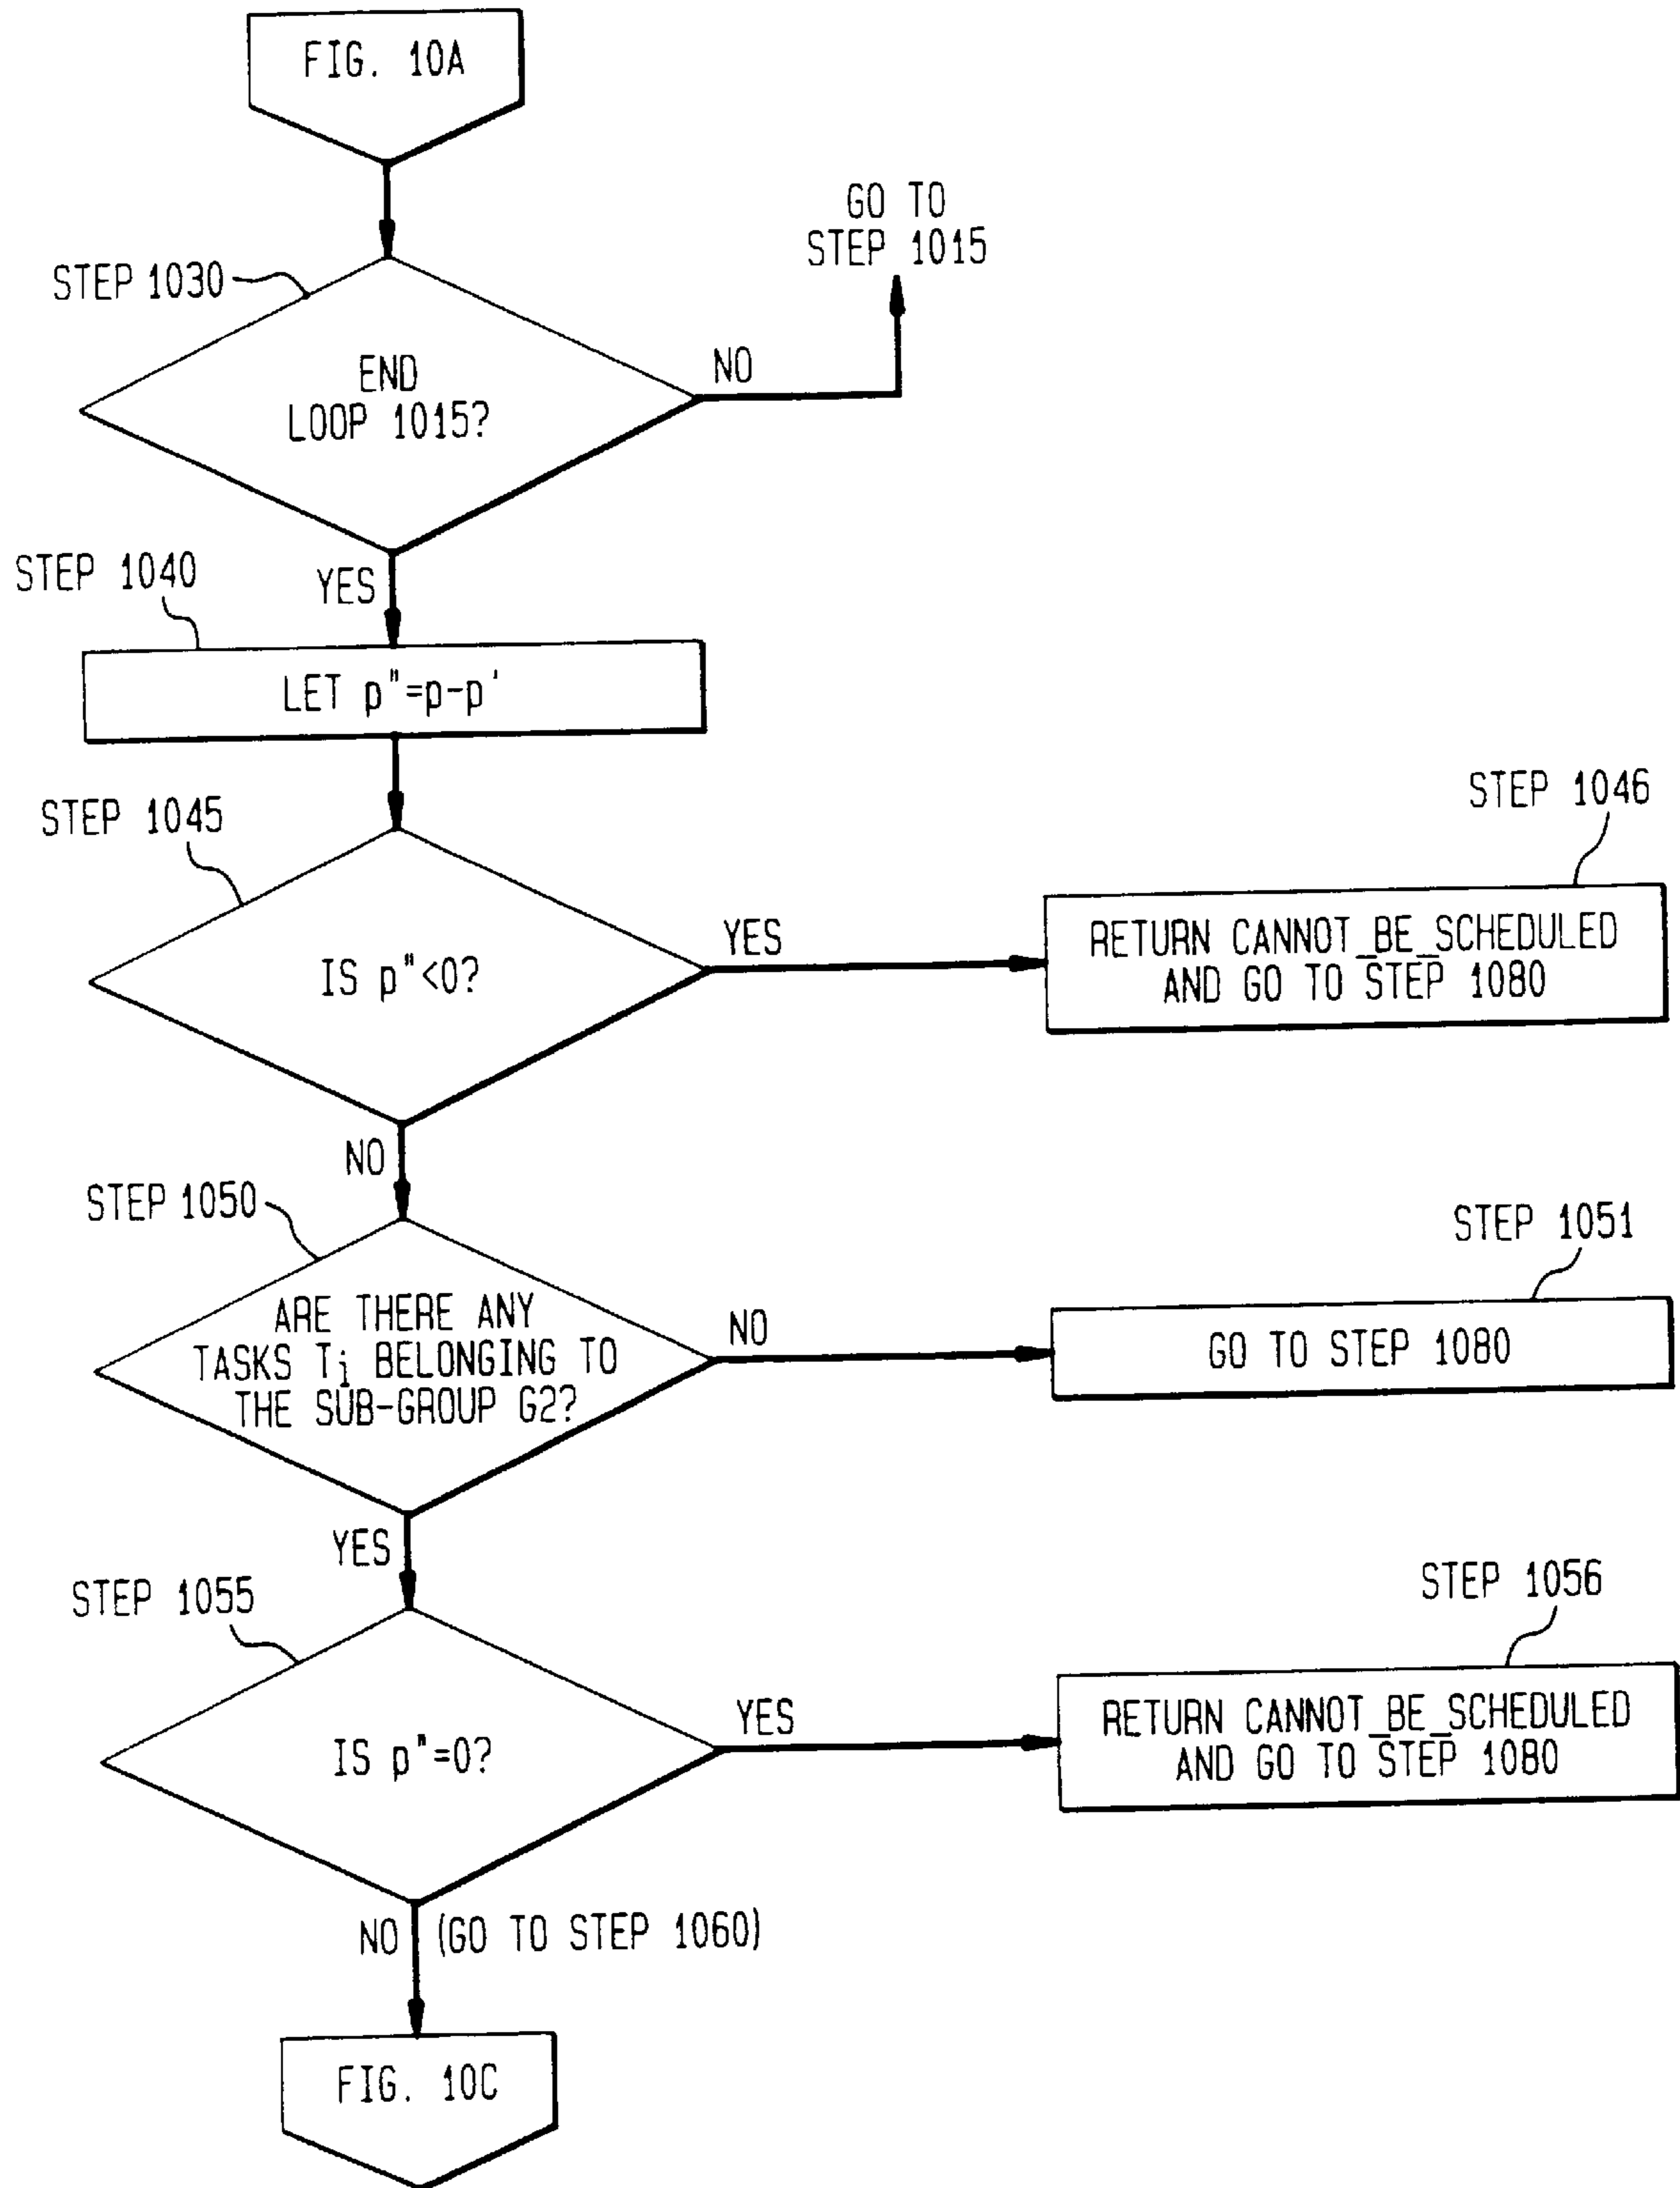 FIG. 10A
GO TO
STEP 1015
STEP 1030
END
LOOP 1015?
NO
YES
STEP 1040
LET p"=p-p'
STEP 1045
IS p"<0?
YES
STEP 1046
RETURN CANNOT_BE_SCHEDULED
AND GO TO STEP 1080
NO
STEP 1050
ARE THERE ANY
TASKS Ti BELONGING TO
THE SUB-GROUP G2?
NO
STEP 1051
GO TO STEP 1080
YES
STEP 1055
IS p"=0?
YES
STEP 1056
RETURN CANNOT_BE_SCHEDULED
AND GO TO STEP 1080
NO (GO TO STEP 1060)
FIG. 10C